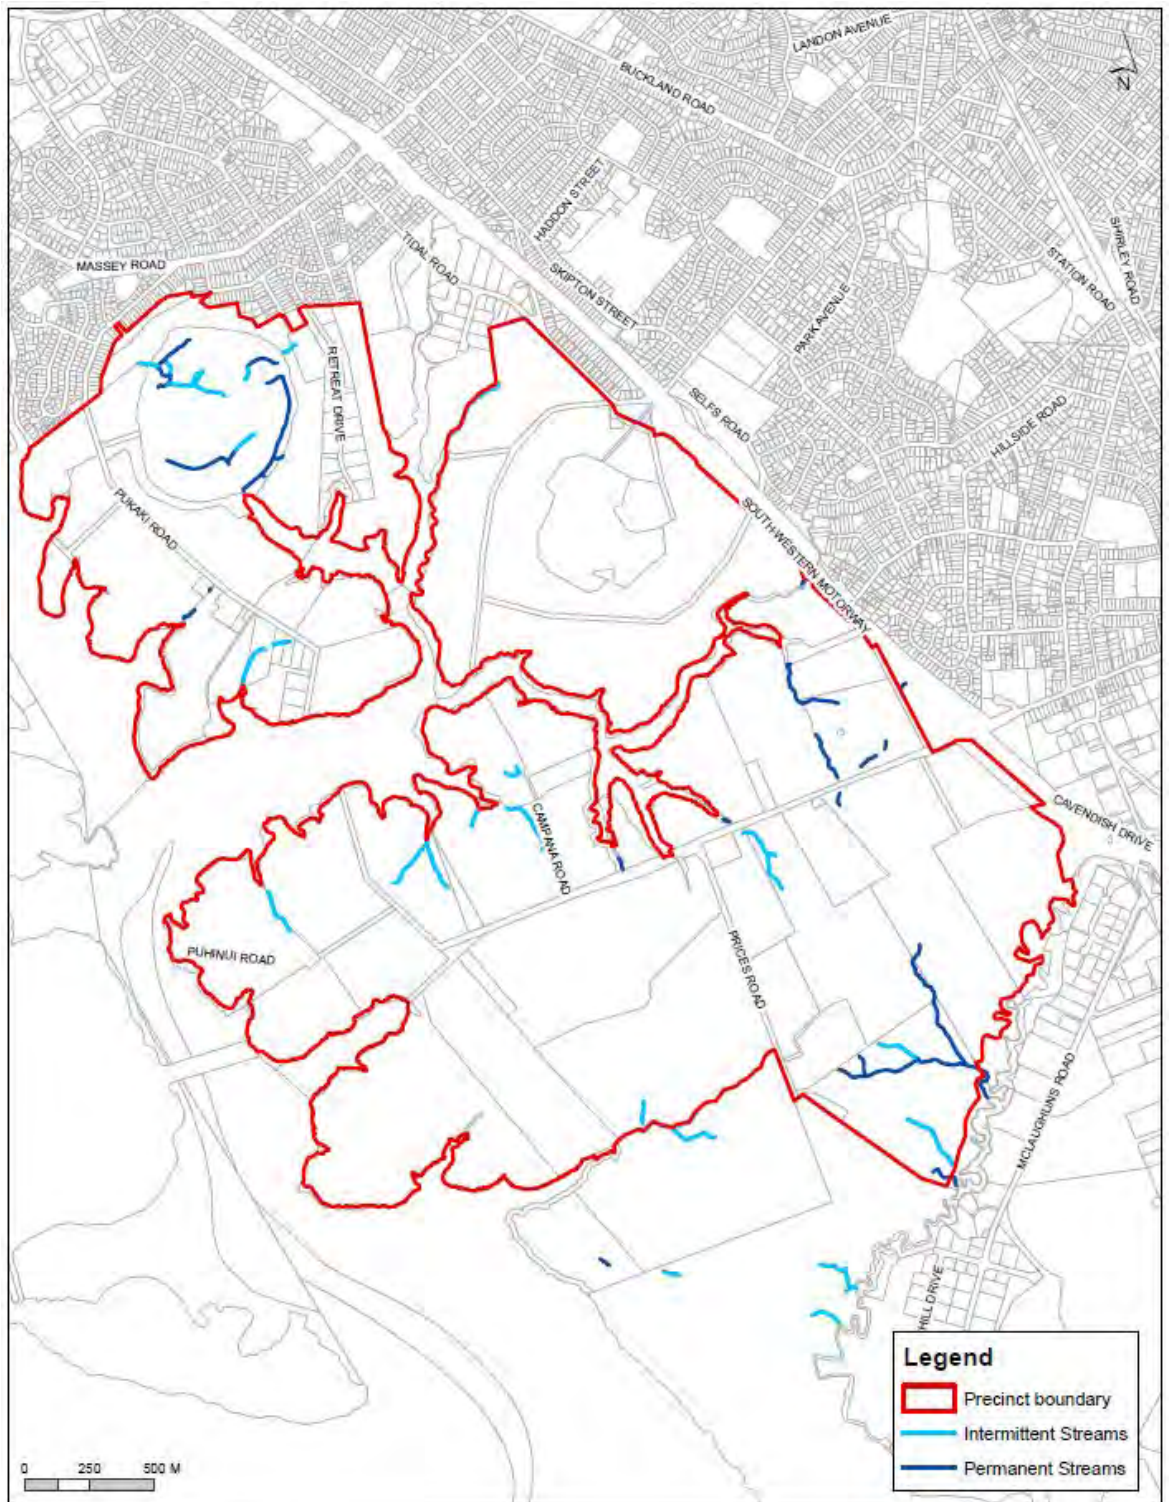 LANDON AVENUE
BUCKLAND ROAD
N
HADDON STREET
SHIRLEY ROAD
STATION ROAD
TIDAL ROAD
MASSEY ROAD
SKIPTON STREET
PARK AVENUE
RETREAT DRIVE
SELFS ROAD
HILLSIDE ROAD
PUKAKI ROAD
SOUTH-WESTERN MOTORWAY
CAMPANA ROAD
CAVENDISH DRIVE
PUHINUI ROAD
PRICES ROAD
MCLAUGHLINS ROAD
HILL DRIVE
Legend
Precinct boundary
Intermittent Streams
Permanent Streams
0 250 500 M